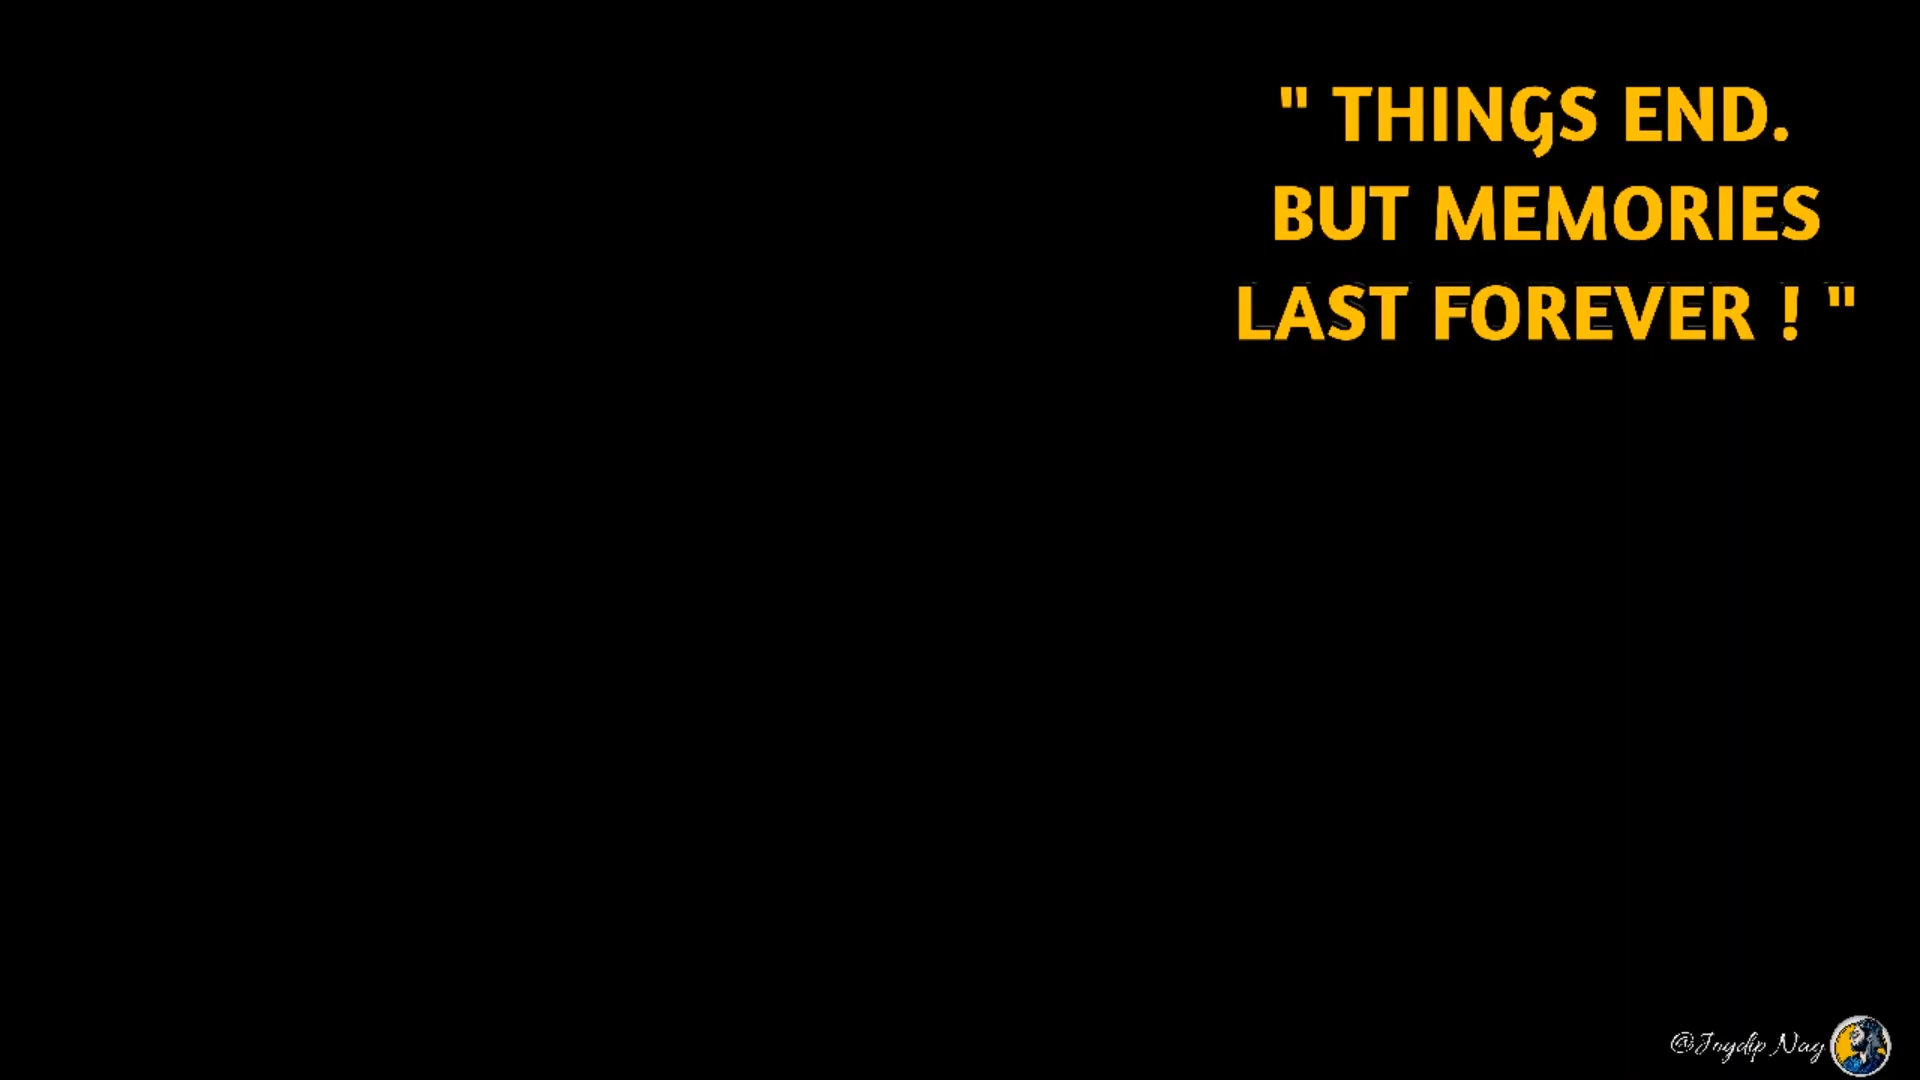 " THINGS END.
BUT MEMORIES
LAST FOREVER ! "
@Joydip Nag